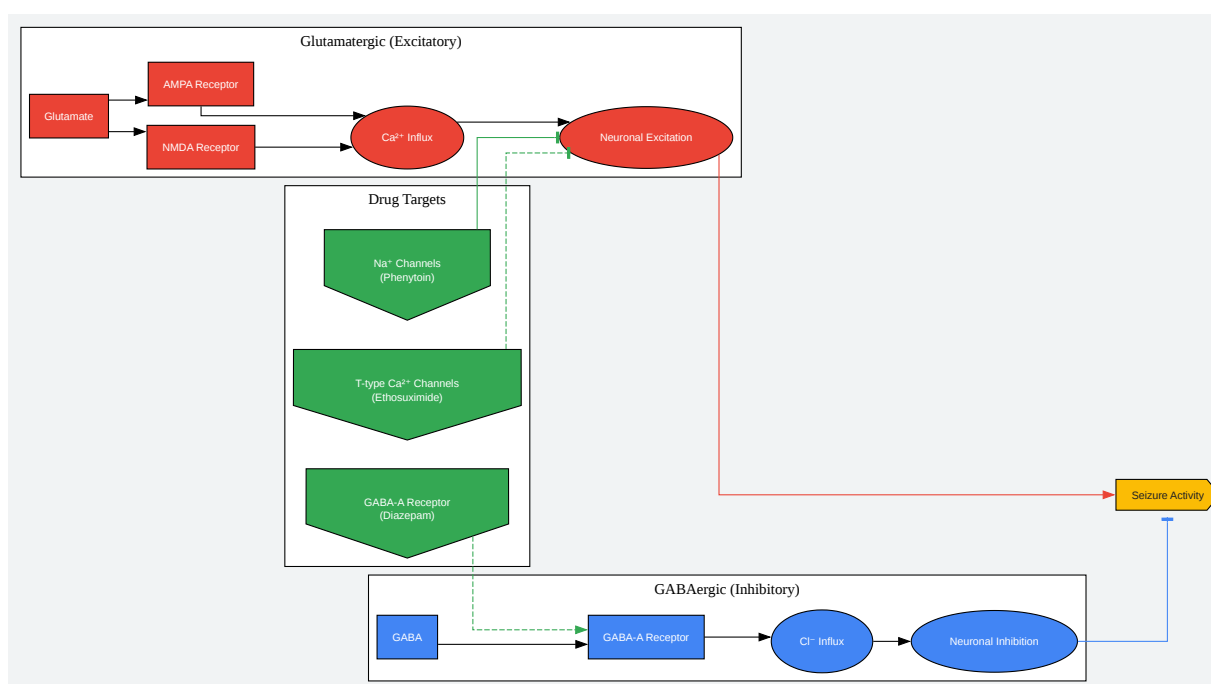 Glutamatergic (Excitatory)
AMPA Receptor
Glutamate
NMDA Receptor
Ca²⁺ Influx
Neuronal Excitation
Drug Targets
Na⁺ Channels
(Phenytoin)
T-type Ca²⁺ Channels
(Ethosuximide)
GABA-A Receptor
(Diazepam)
Seizure Activity
GABAergic (Inhibitory)
GABA
GABA-A Receptor
Cl⁻ Influx
Neuronal Inhibition